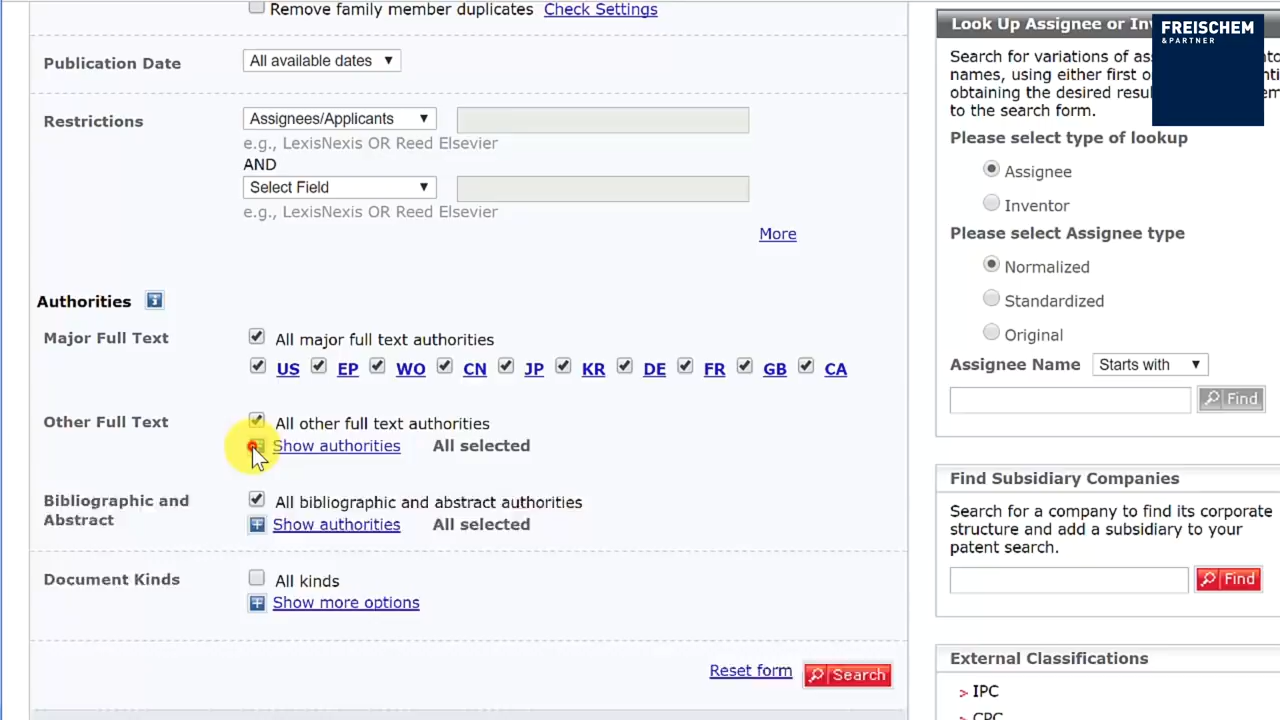 Remove family member duplicates Check Settings
Publication Date All available dates
Restrictions Assignees/Applicants
e.g., LexisNexis OR Reed Elsevier
AND
Select Field
e.g., LexisNexis OR Reed Elsevier
More
Authorities
Major Full Text All major full text authorities
US EP WO CN JP KR DE FR GB CA
Other Full Text All other full text authorities
Show authorities All selected
Bibliographic and Abstract All bibliographic and abstract authorities
Show authorities All selected
Document Kinds All kinds
Show more options
Reset form Search
Look Up Assignee or
FREISCHEM
& PARTNER
Search for variations of
names, using either first
obtaining the desired
to the search form.
Please select type of lookup
Assignee
Inventor
Please select Assignee type
Normalized
Standardized
Original
Assignee Name Starts with
Find
Find Subsidiary Companies
Search for a company to find its corporate
structure and add a subsidiary to your
patent search.
Find
External Classifications
> IPC
CPC